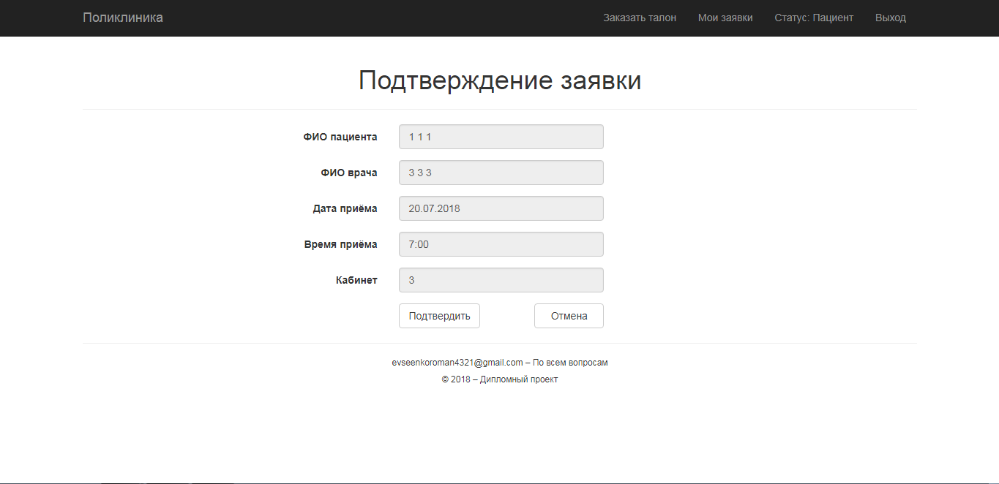 Поликлиника Заказать талон Мои заявки Статус: Пациент Выход
Подтверждение заявки
ФИО пациента 1 1 1
ФИО врача 3 3 3
Дата приёма 20.07.2018
Время приёма 7:00
Кабинет 3
Подтвердить Отмена
evseenkoroman4321@gmail.com – По всем вопросам
© 2018 – Дипломный проект